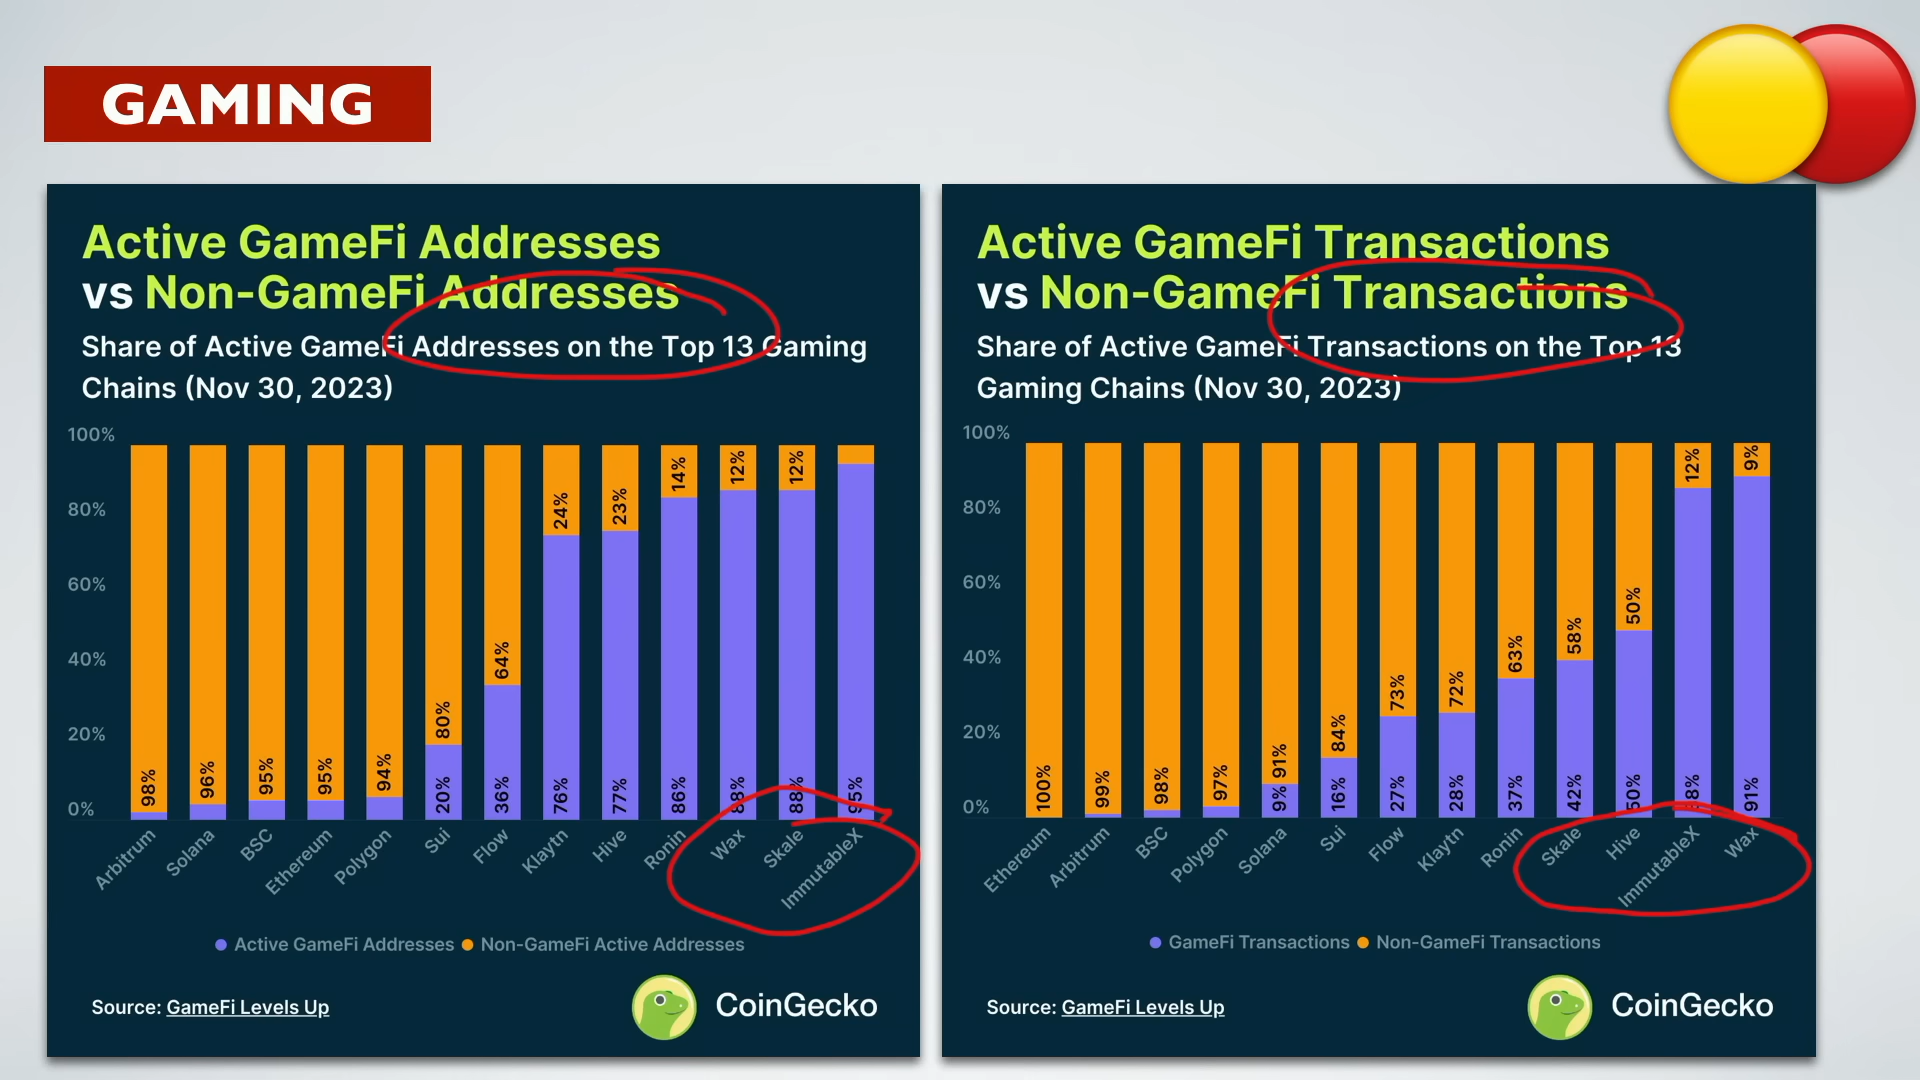 GAMING
Active GameFi Addresses
vs Non-GameFi Addresses
Share of Active GameFi Addresses on the Top 13 Gaming
Chains (Nov 30, 2023)
100%
80%
60%
40%
20%
0%
98%
96%
95%
95%
94%
80%
20%
64%
36%
24%
76%
23%
77%
14%
86%
12%
88%
12%
88%
95%
Arbitrum
Solana
BSC
Ethereum
Polygon
Sui
Flow
Klaytn
Hive
Ronin
Wax
Skale
ImmutableX
Active GameFi Addresses
Non-GameFi Active Addresses
Source: GameFi Levels Up
CoinGecko
Active GameFi Transactions
vs Non-GameFi Transactions
Share of Active GameFi Transactions on the Top 13
Gaming Chains (Nov 30, 2023)
100%
80%
60%
40%
20%
0%
100%
99%
98%
97%
91%
9%
84%
16%
73%
27%
72%
28%
63%
37%
58%
42%
50%
50%
12%
88%
9%
91%
Ethereum
Arbitrum
BSC
Polygon
Solana
Sui
Flow
Klaytn
Ronin
Skale
Hive
ImmutableX
Wax
GameFi Transactions
Non-GameFi Transactions
Source: GameFi Levels Up
CoinGecko